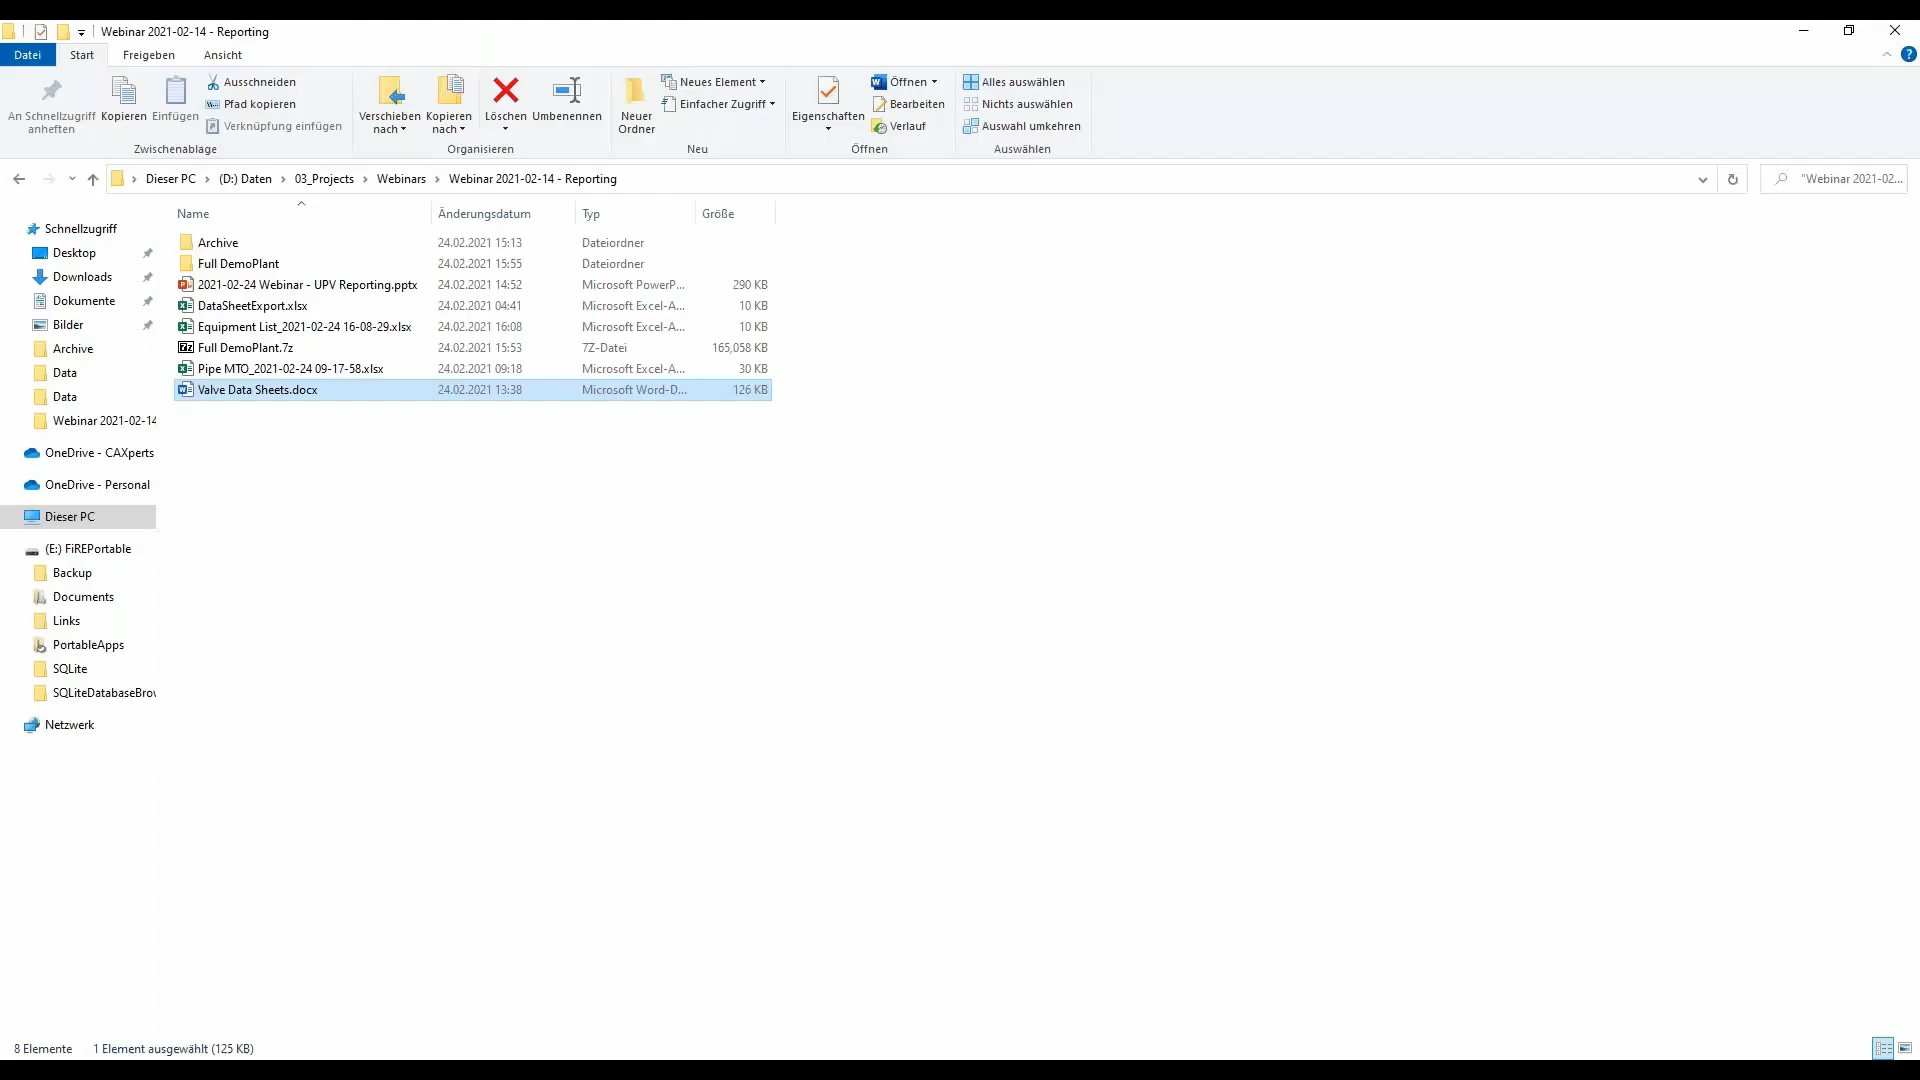 Webinar 2021-02-14 - Reporting
Datei Start Freigeben Ansicht
An Schnellzugriff anheften
Kopieren
Einfügen
Ausschneiden
Pfad kopieren
Verknüpfung einfügen
Zwischenablage
Verschieben nach
Kopieren nach
Löschen
Umbenennen
Organisieren
Neuer Ordner
Neues Element
Einfacher Zugriff
Neu
Eigenschaften
Öffnen
Bearbeiten
Verlauf
Öffnen
Alles auswählen
Nichts auswählen
Auswahl umkehren
Auswählen
Dieser PC › (D:) Daten › 03_Projects › Webinars › Webinar 2021-02-14 - Reporting
"Webinar 2021-02...
Schnellzugriff
Desktop
Downloads
Dokumente
Bilder
Archive
Data
Data
Webinar 2021-02-14
OneDrive - CAXperts
OneDrive - Personal
Dieser PC
(E:) FiREPortable
Backup
Documents
Links
PortableApps
SQLite
SQLiteDatabaseBrov
Netzwerk
Name Änderungsdatum Typ Größe
Archive 24.02.2021 15:13 Dateiordner
Full DemoPlant 24.02.2021 15:55 Dateiordner
2021-02-24 Webinar - UPV Reporting.pptx 24.02.2021 14:52 Microsoft PowerP... 290 KB
DataSheetExport.xlsx 24.02.2021 04:41 Microsoft Excel-A... 10 KB
Equipment List_2021-02-24 16-08-29.xlsx 24.02.2021 16:08 Microsoft Excel-A... 10 KB
Full DemoPlant.7z 24.02.2021 15:53 7Z-Datei 165,058 KB
Pipe MTO_2021-02-24 09-17-58.xlsx 24.02.2021 09:18 Microsoft Excel-A... 30 KB
Valve Data Sheets.docx 24.02.2021 13:38 Microsoft Word-D... 126 KB
8 Elemente 1 Element ausgewählt (125 KB)